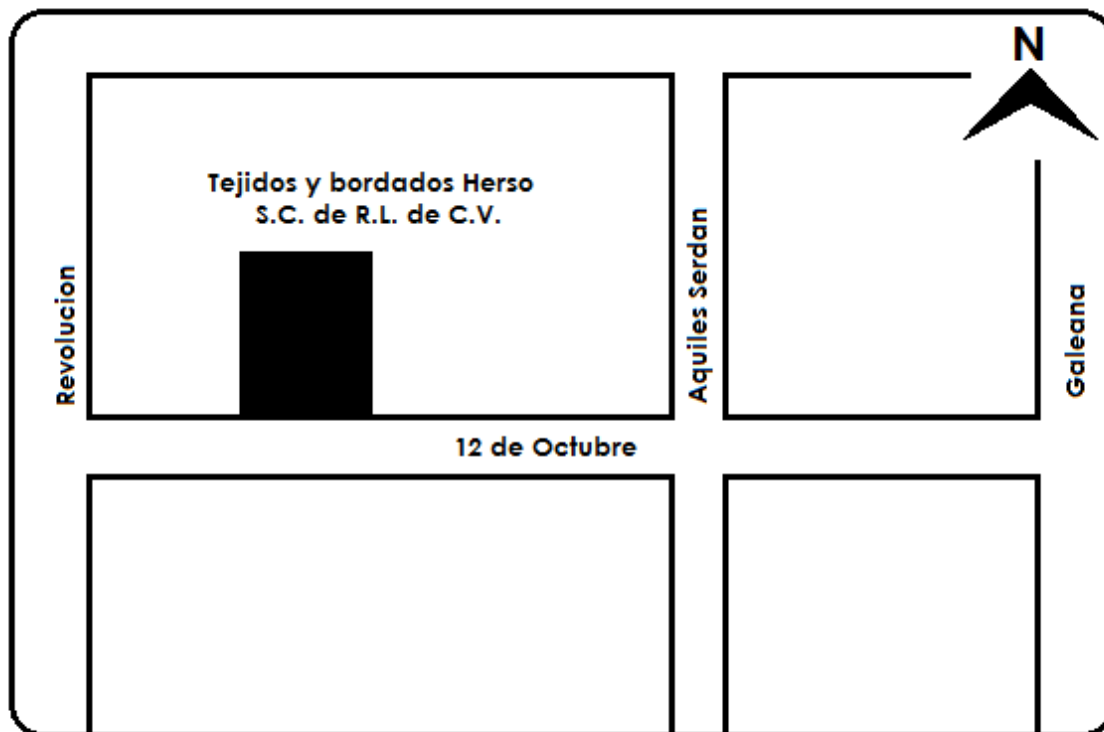 N
Tejidos y bordados Herso
S.C. de R.L. de C.V.
Revolucion
Aquiles Serdan
Galeana
12 de Octubre